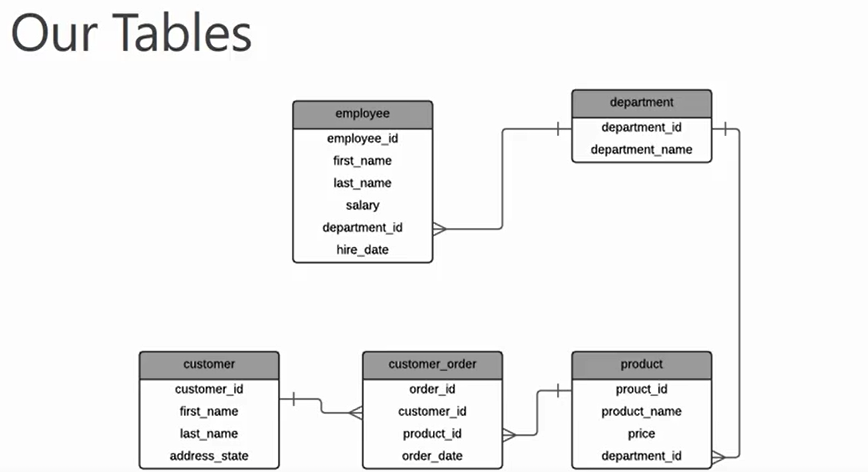 Our Tables
employee
employee_id
first_name
last_name
salary
department_id
hire_date
department
department_id
department_name
customer
customer_id
first_name
last_name
address_state
customer_order
order_id
customer_id
product_id
order_date
product
prouct_id
product_name
price
department_id